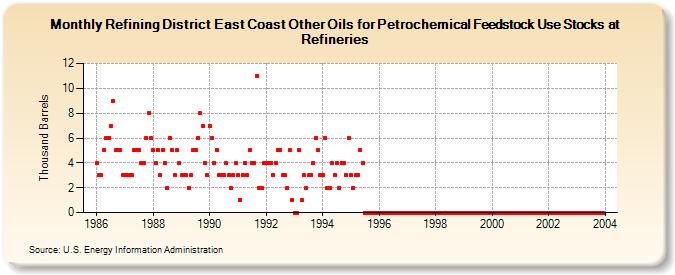 Monthly Refining District East Coast Other Oils for Petrochemical Feedstock Use Stocks at
Refineries
Thousand Barrels
12
10
8
6
4
2
0
1986 1988 1990 1992 1994 1996 1998 2000 2002 2004
Source: U.S. Energy Information Administration